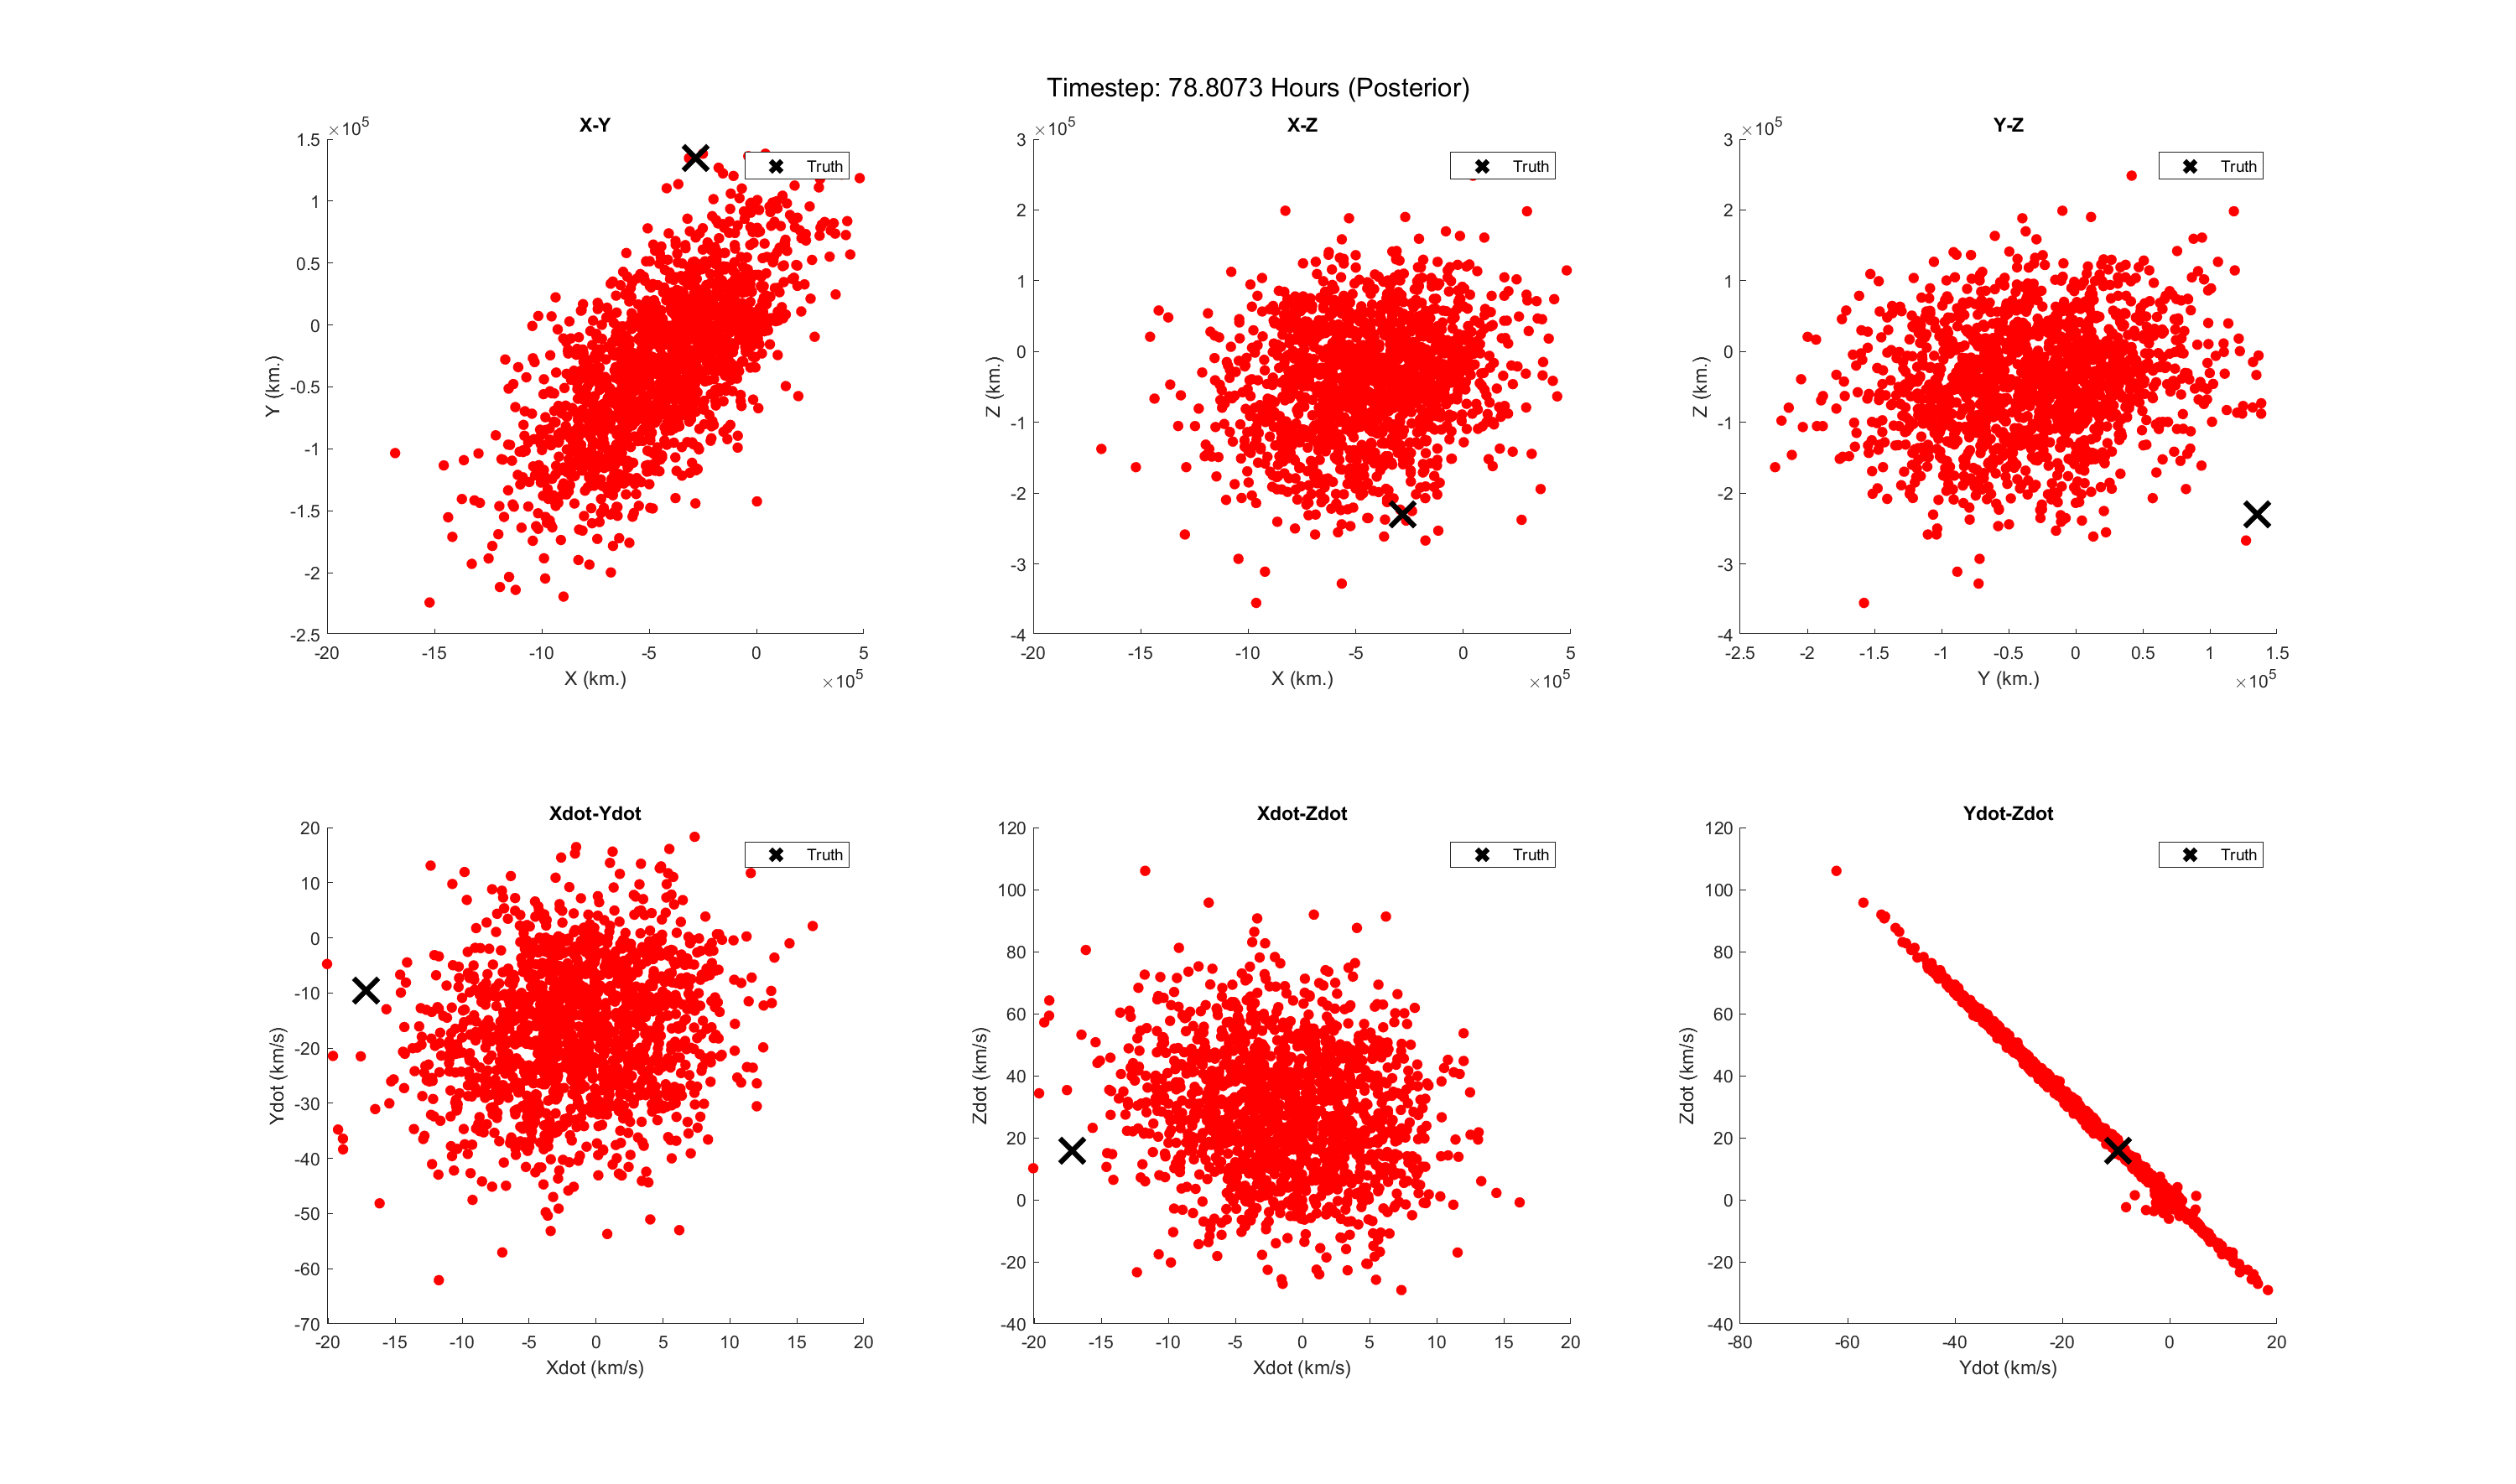 Timestep: 78.8073 Hours (Posterior)
X-Y
×10^5
1.5
1
0.5
0
-0.5
-1
-1.5
-2
-2.5
Y (km.)
-20 -15 -10 -5 0 5
X (km.)
×10^5
Truth
X-Z
×10^5
3
2
1
0
-1
-2
-3
-4
Z (km.)
-20 -15 -10 -5 0 5
X (km.)
×10^5
Truth
Y-Z
×10^5
3
2
1
0
-1
-2
-3
-4
Z (km.)
-2.5 -2 -1.5 -1 -0.5 0 0.5 1 1.5
Y (km.)
×10^5
Truth
Xdot-Ydot
20
10
0
-10
-20
-30
-40
-50
-60
-70
Ydot (km/s)
-20 -15 -10 -5 0 5 10 15 20
Xdot (km/s)
Truth
Xdot-Zdot
120
100
80
60
40
20
0
-20
-40
Zdot (km/s)
-20 -15 -10 -5 0 5 10 15 20
Xdot (km/s)
Truth
Ydot-Zdot
120
100
80
60
40
20
0
-20
-40
Zdot (km/s)
-80 -60 -40 -20 0 20
Ydot (km/s)
Truth